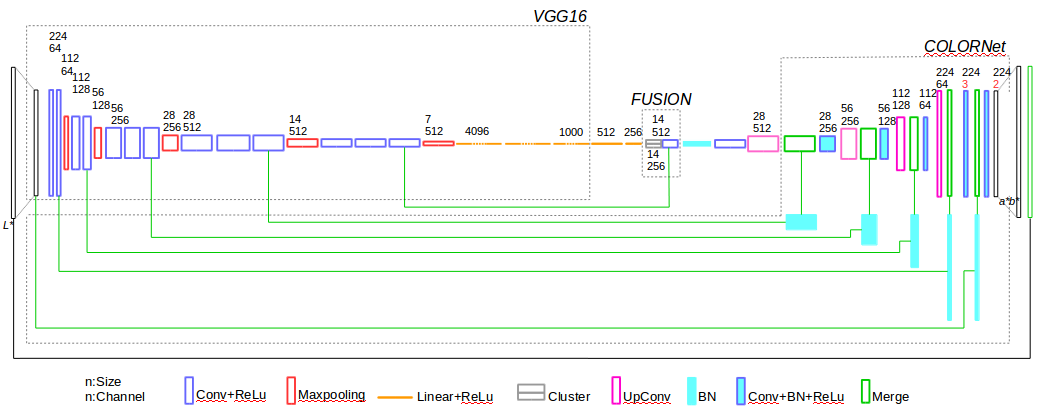 VGG16
COLORNet
FUSION
224
64
112
64
112
128
56
128
56
256
28
256
28
512
14
512
7
512
4096
1000
512
256
14
512
14
256
28
512
28
256
56
256
56
128
112
128
112
64
224
64
224
3
224
2
L*
a*b*
n:Size
n:Channel
Conv+ReLu
Maxpooling
Linear+ReLu
Cluster
UpConv
BN
Conv+BN+ReLu
Merge